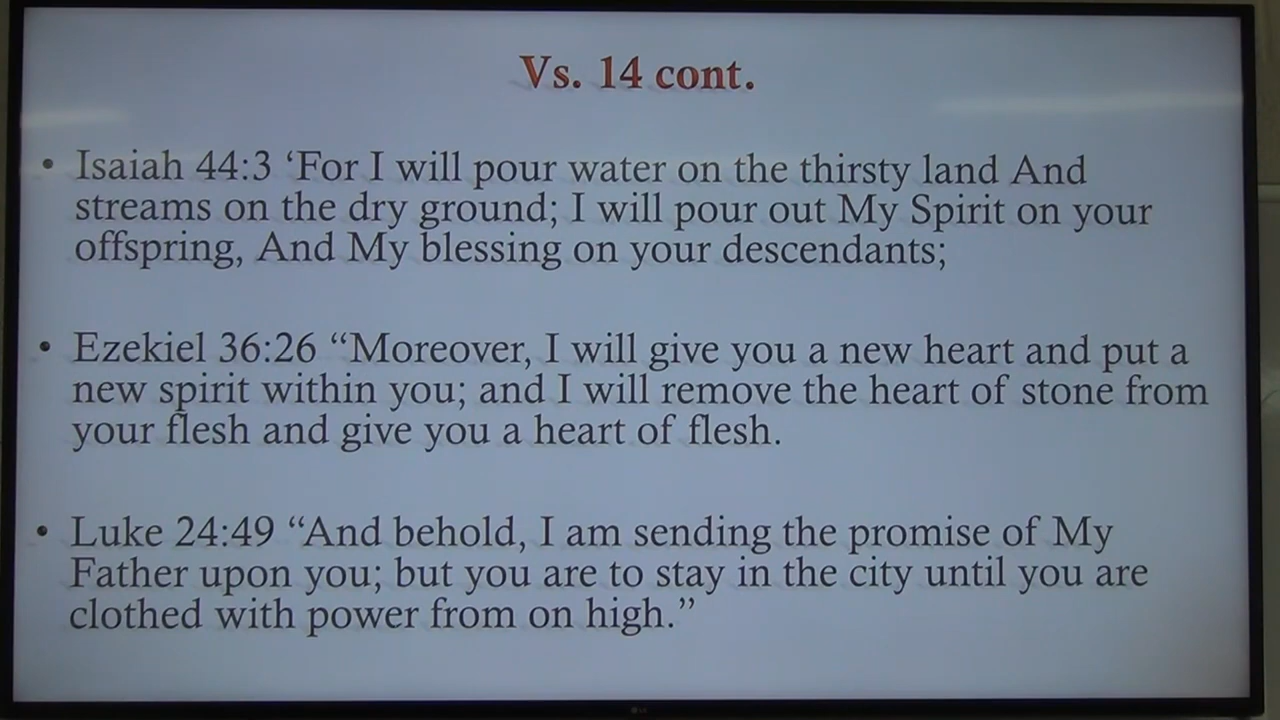 Vs. 14 cont.
• Isaiah 44:3 ‘For I will pour water on the thirsty land And
streams on the dry ground; I will pour out My Spirit on your
offspring, And My blessing on your descendants;
• Ezekiel 36:26 “Moreover, I will give you a new heart and put a
new spirit within you; and I will remove the heart of stone from
your flesh and give you a heart of flesh.
• Luke 24:49 “And behold, I am sending the promise of My
Father upon you; but you are to stay in the city until you are
clothed with power from on high.”
LG